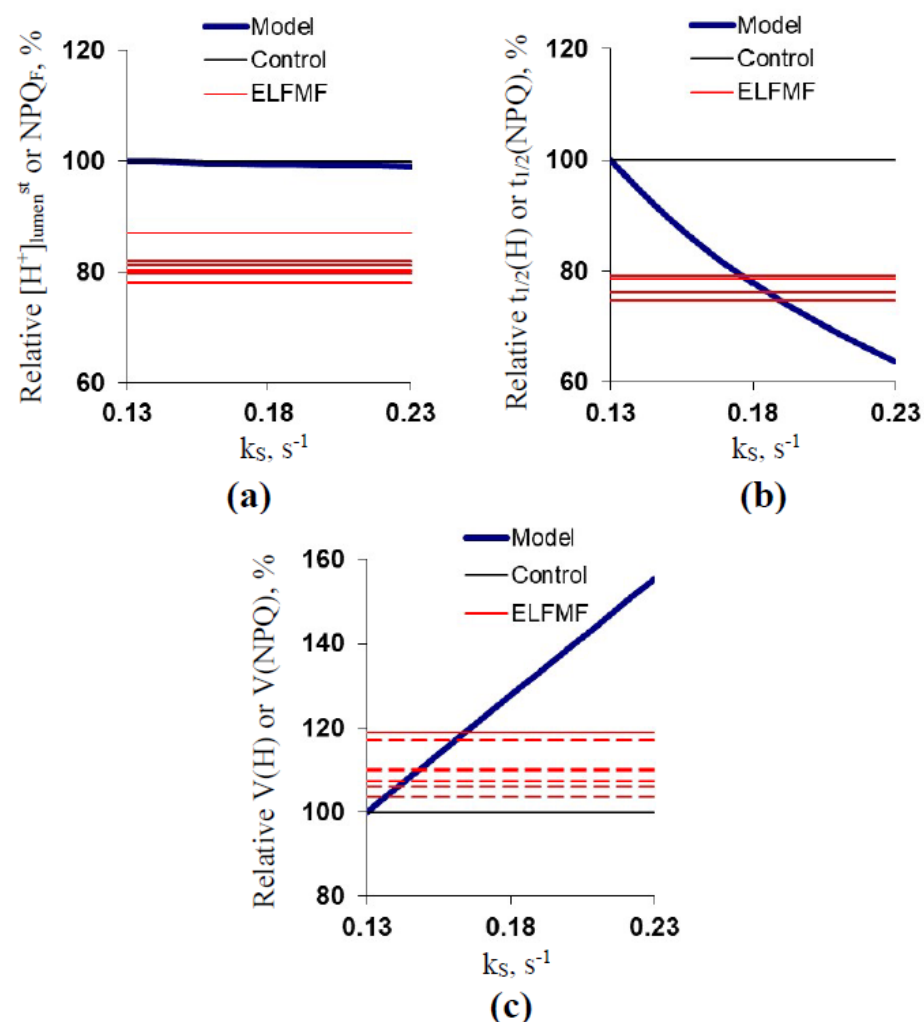 Model
Control
ELFMF
Relative [H⁺]lumenˢᵗ or NPQF, %
120
100
80
60
0.13 0.18 0.23
kS, s⁻¹
(a)
Model
Control
ELFMF
Relative t1/2(H) or t1/2(NPQ), %
120
100
80
60
0.13 0.18 0.23
kS, s⁻¹
(b)
Model
Control
ELFMF
Relative V(H) or V(NPQ), %
160
140
120
100
80
0.13 0.18 0.23
kS, s⁻¹
(c)